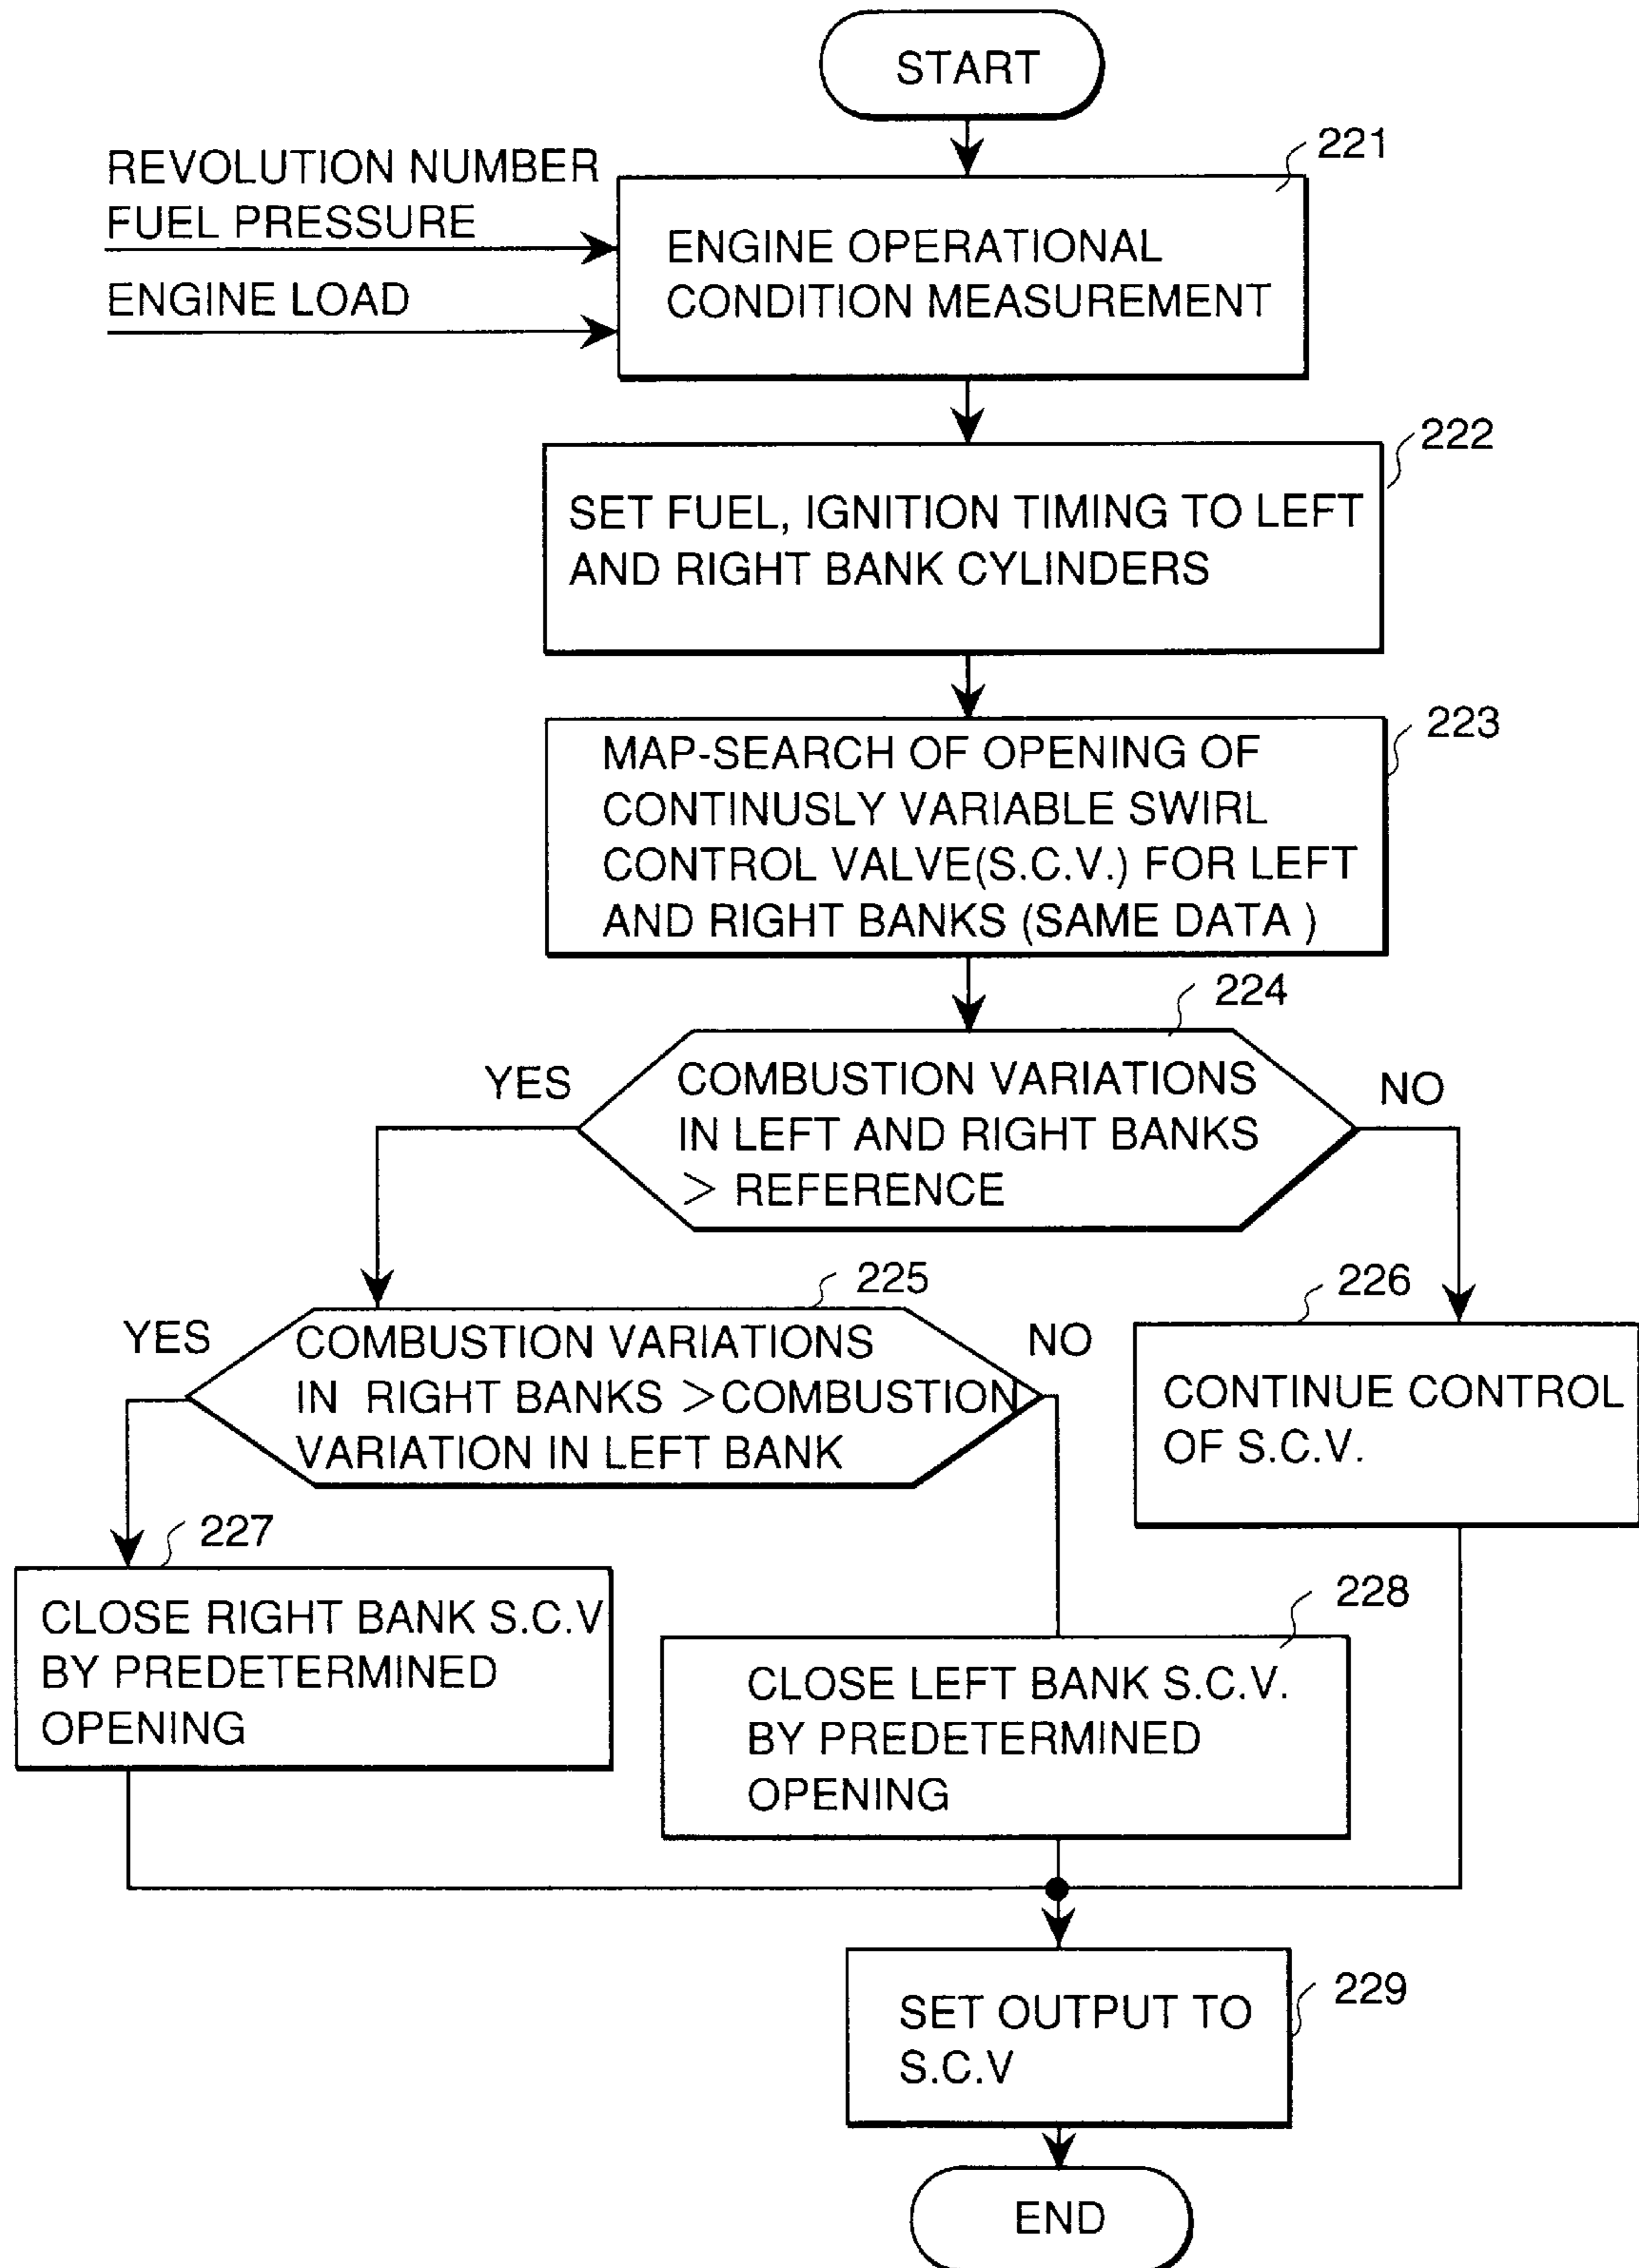 START
221
REVOLUTION NUMBER
FUEL PRESSURE
ENGINE LOAD
ENGINE OPERATIONAL
CONDITION MEASUREMENT
222
SET FUEL, IGNITION TIMING TO LEFT
AND RIGHT BANK CYLINDERS
223
MAP-SEARCH OF OPENING OF
CONTINUSLY VARIABLE SWIRL
CONTROL VALVE(S.C.V.) FOR LEFT
AND RIGHT BANKS (SAME DATA )
224
YES
COMBUSTION VARIATIONS
IN LEFT AND RIGHT BANKS
> REFERENCE
NO
225
YES
COMBUSTION VARIATIONS
IN RIGHT BANKS >COMBUSTION
VARIATION IN LEFT BANK
NO
226
CONTINUE CONTROL
OF S.C.V.
227
CLOSE RIGHT BANK S.C.V
BY PREDETERMINED
OPENING
228
CLOSE LEFT BANK S.C.V.
BY PREDETERMINED
OPENING
229
SET OUTPUT TO
S.C.V
END